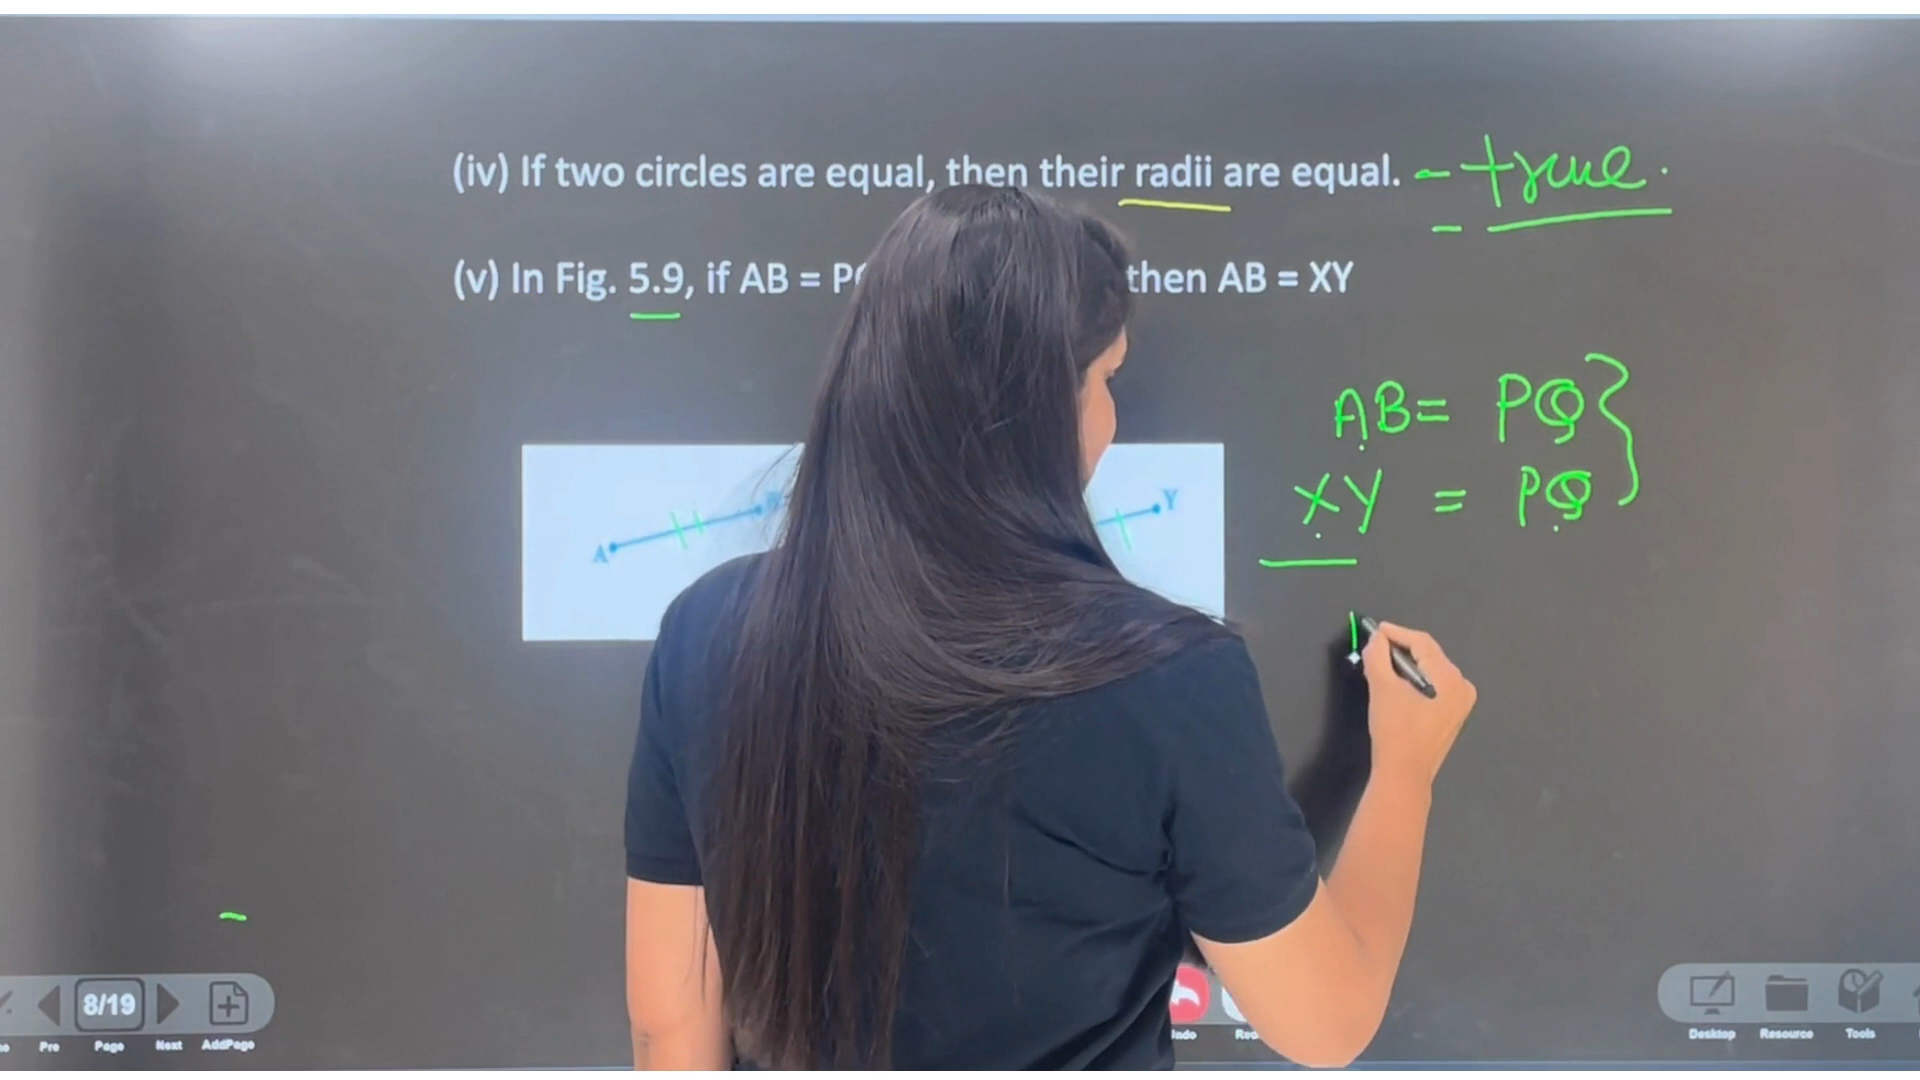 (iv) If two circles are equal, then their radii are equal. - true.
(v) In Fig. 5.9, if AB = P then AB = XY
AB = PQ
XY = PQ
A
Y
8/19
Pre Page Next AddPage
Desktop Resource Tools